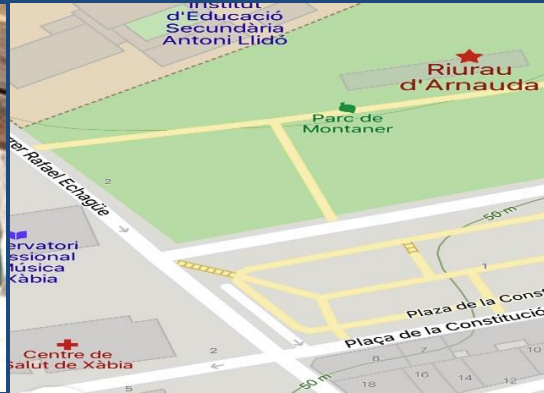 Institut
d'Educació
Secundària
Antoni Llidó
Riurau
d'Arnauda
Parc de
Montaner
rer Rafael Echagüe
2
50 m
ervatori
ssional
Música
Xàbia
1
Plaza de la Const
Plaça de la Constitució
Centre de
Salut de Xàbia
2
5
50 m
8
7
10
18
16
14
12